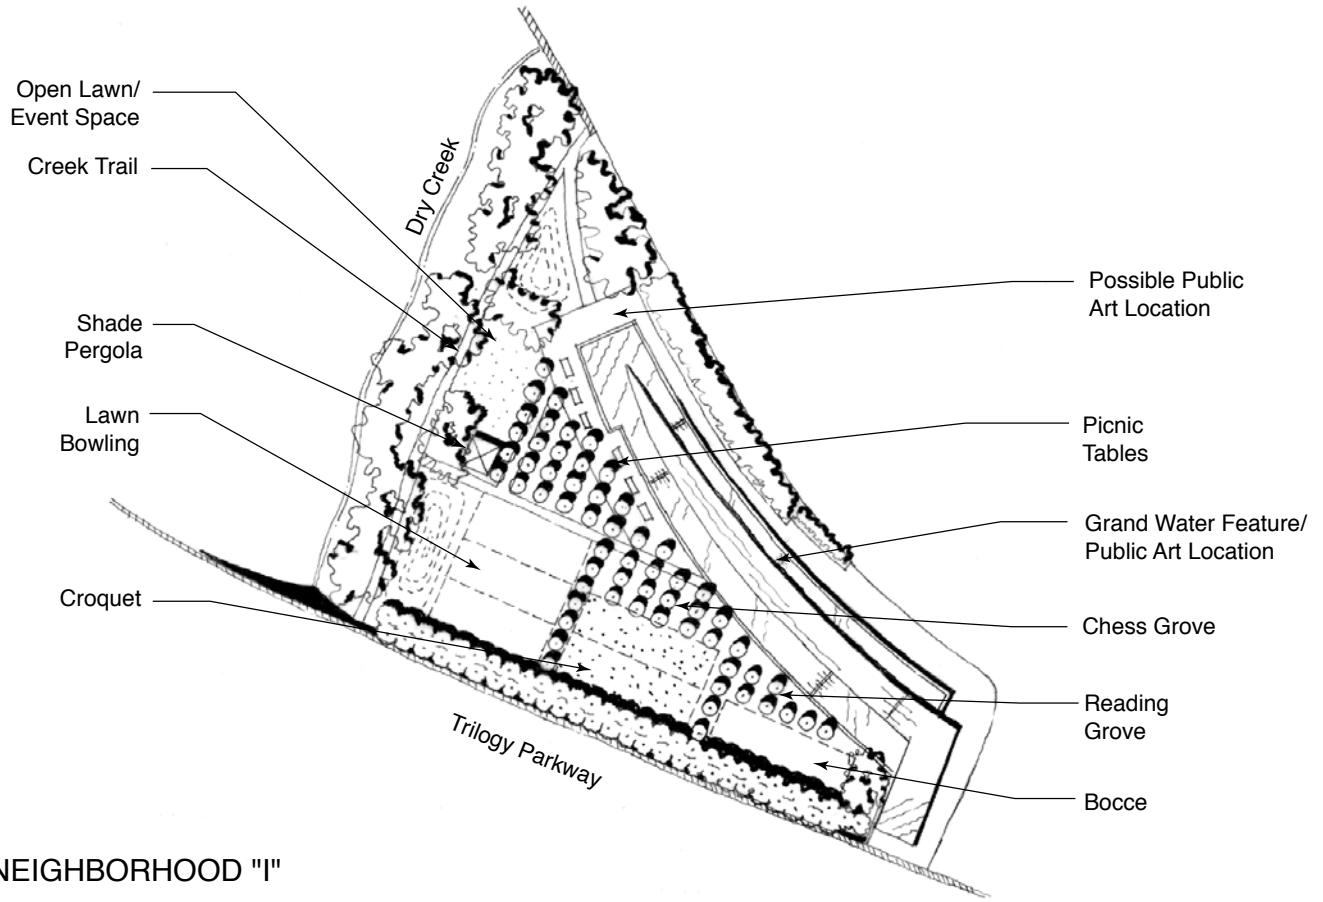 Open Lawn/
Event Space
Creek Trail
Dry Creek
Shade
Pergola
Lawn
Bowling
Croquet
Possible Public
Art Location
Picnic
Tables
Grand Water Feature/
Public Art Location
Chess Grove
Reading
Grove
Bocce
Trilogy Parkway
NEIGHBORHOOD "I"